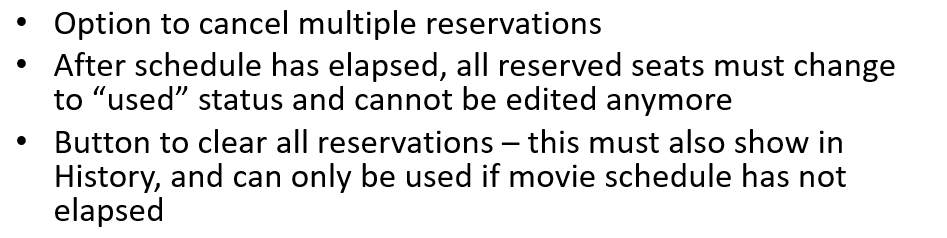 • Option to cancel multiple reservations
• After schedule has elapsed, all reserved seats must change
to “used” status and cannot be edited anymore
• Button to clear all reservations – this must also show in
History, and can only be used if movie schedule has not
elapsed